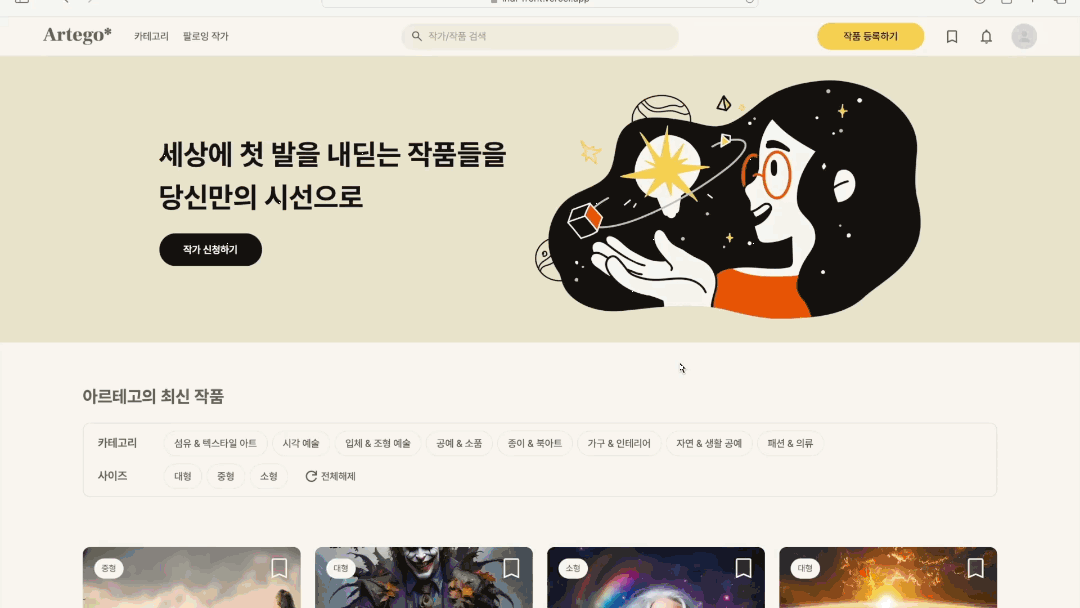 Artego*
카테고리
팔로잉 작가
작가/작품 검색
작품 등록하기
세상에 첫 발을 내딛는 작품들을
당신만의 시선으로
작가 신청하기
아르테고의 최신 작품
카테고리
섬유 & 텍스타일 아트
시각 예술
입체 & 조형 예술
공예 & 소품
종이 & 북아트
가구 & 인테리어
자연 & 생활 공예
패션 & 의류
사이즈
대형
중형
소형
전체해제
중형
대형
소형
대형